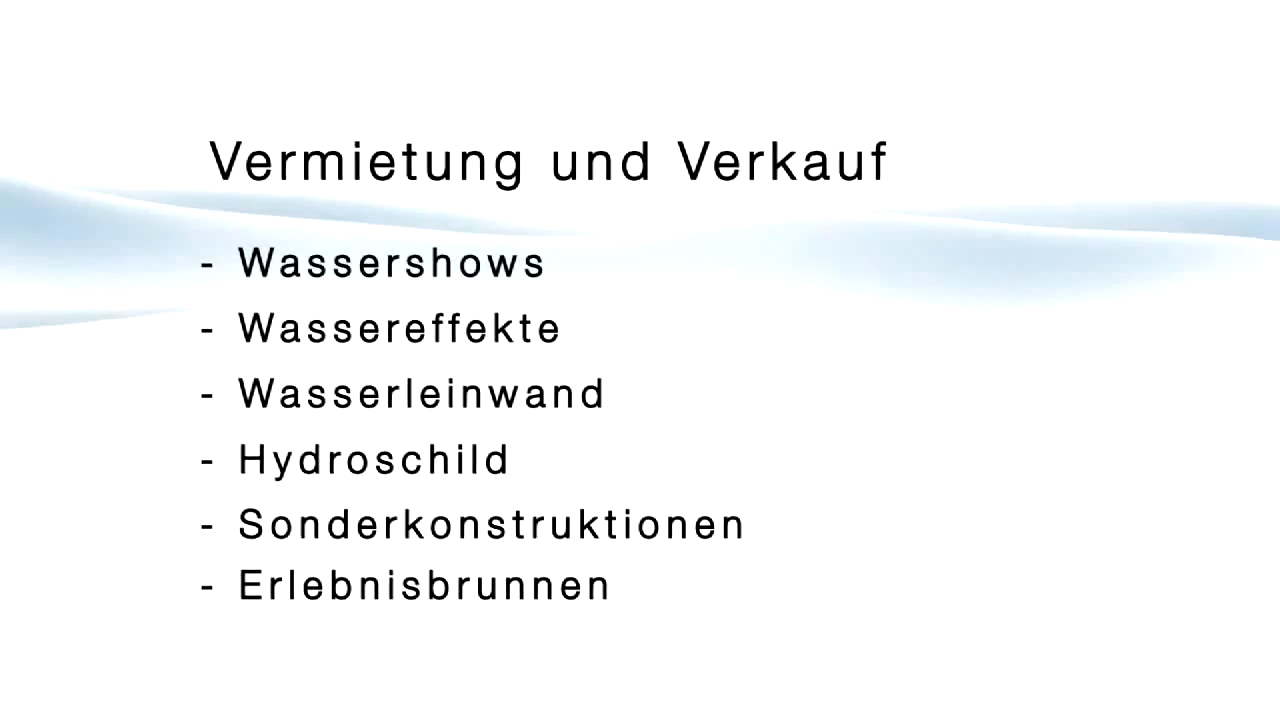 Vermietung und Verkauf
- Wassershows
- Wassereffekte
- Wasserleinwand
- Hydroschild
- Sonderkonstruktionen
- Erlebnisbrunnen